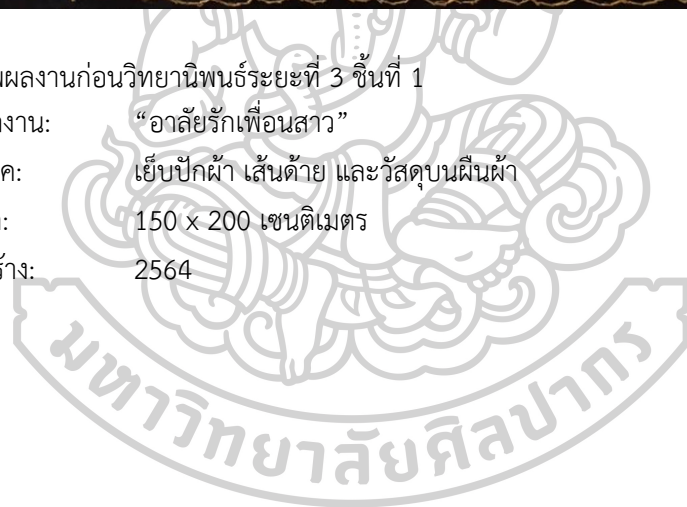 ผลงานก่อนวิทยานิพนธ์ระยะที่ 3 ชิ้นที่ 1
งาน: “อาลัยรักเพื่อนสาว”
ค: เย็บปักผ้า เส้นด้าย และวัสดุบนผืนผ้า
: 150 x 200 เซนติเมตร
ร้าง: 2564
มหาวิทยาลัยศิลปากร